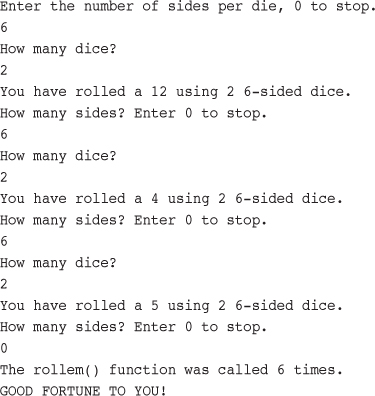 Enter the number of sides per die, 0 to stop.
6
How many dice?
2
You have rolled a 12 using 2 6-sided dice.
How many sides? Enter 0 to stop.
6
How many dice?
2
You have rolled a 4 using 2 6-sided dice.
How many sides? Enter 0 to stop.
6
How many dice?
2
You have rolled a 5 using 2 6-sided dice.
How many sides? Enter 0 to stop.
0
The rollem() function was called 6 times.
GOOD FORTUNE TO YOU!